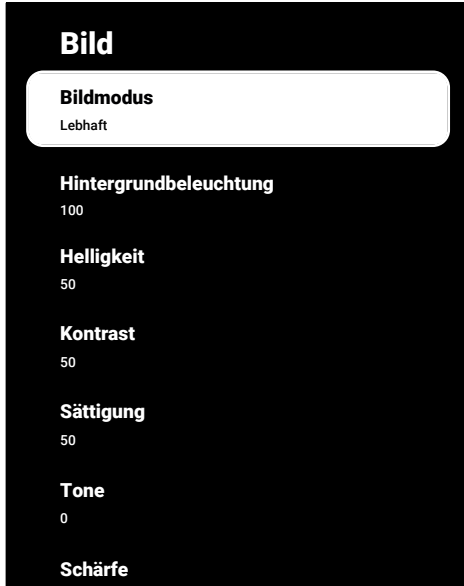 Bild
Bildmodus
Lebhaft
Hintergrundbeleuchtung
100
Helligkeit
50
Kontrast
50
Sättigung
50
Tone
0
Schärfe